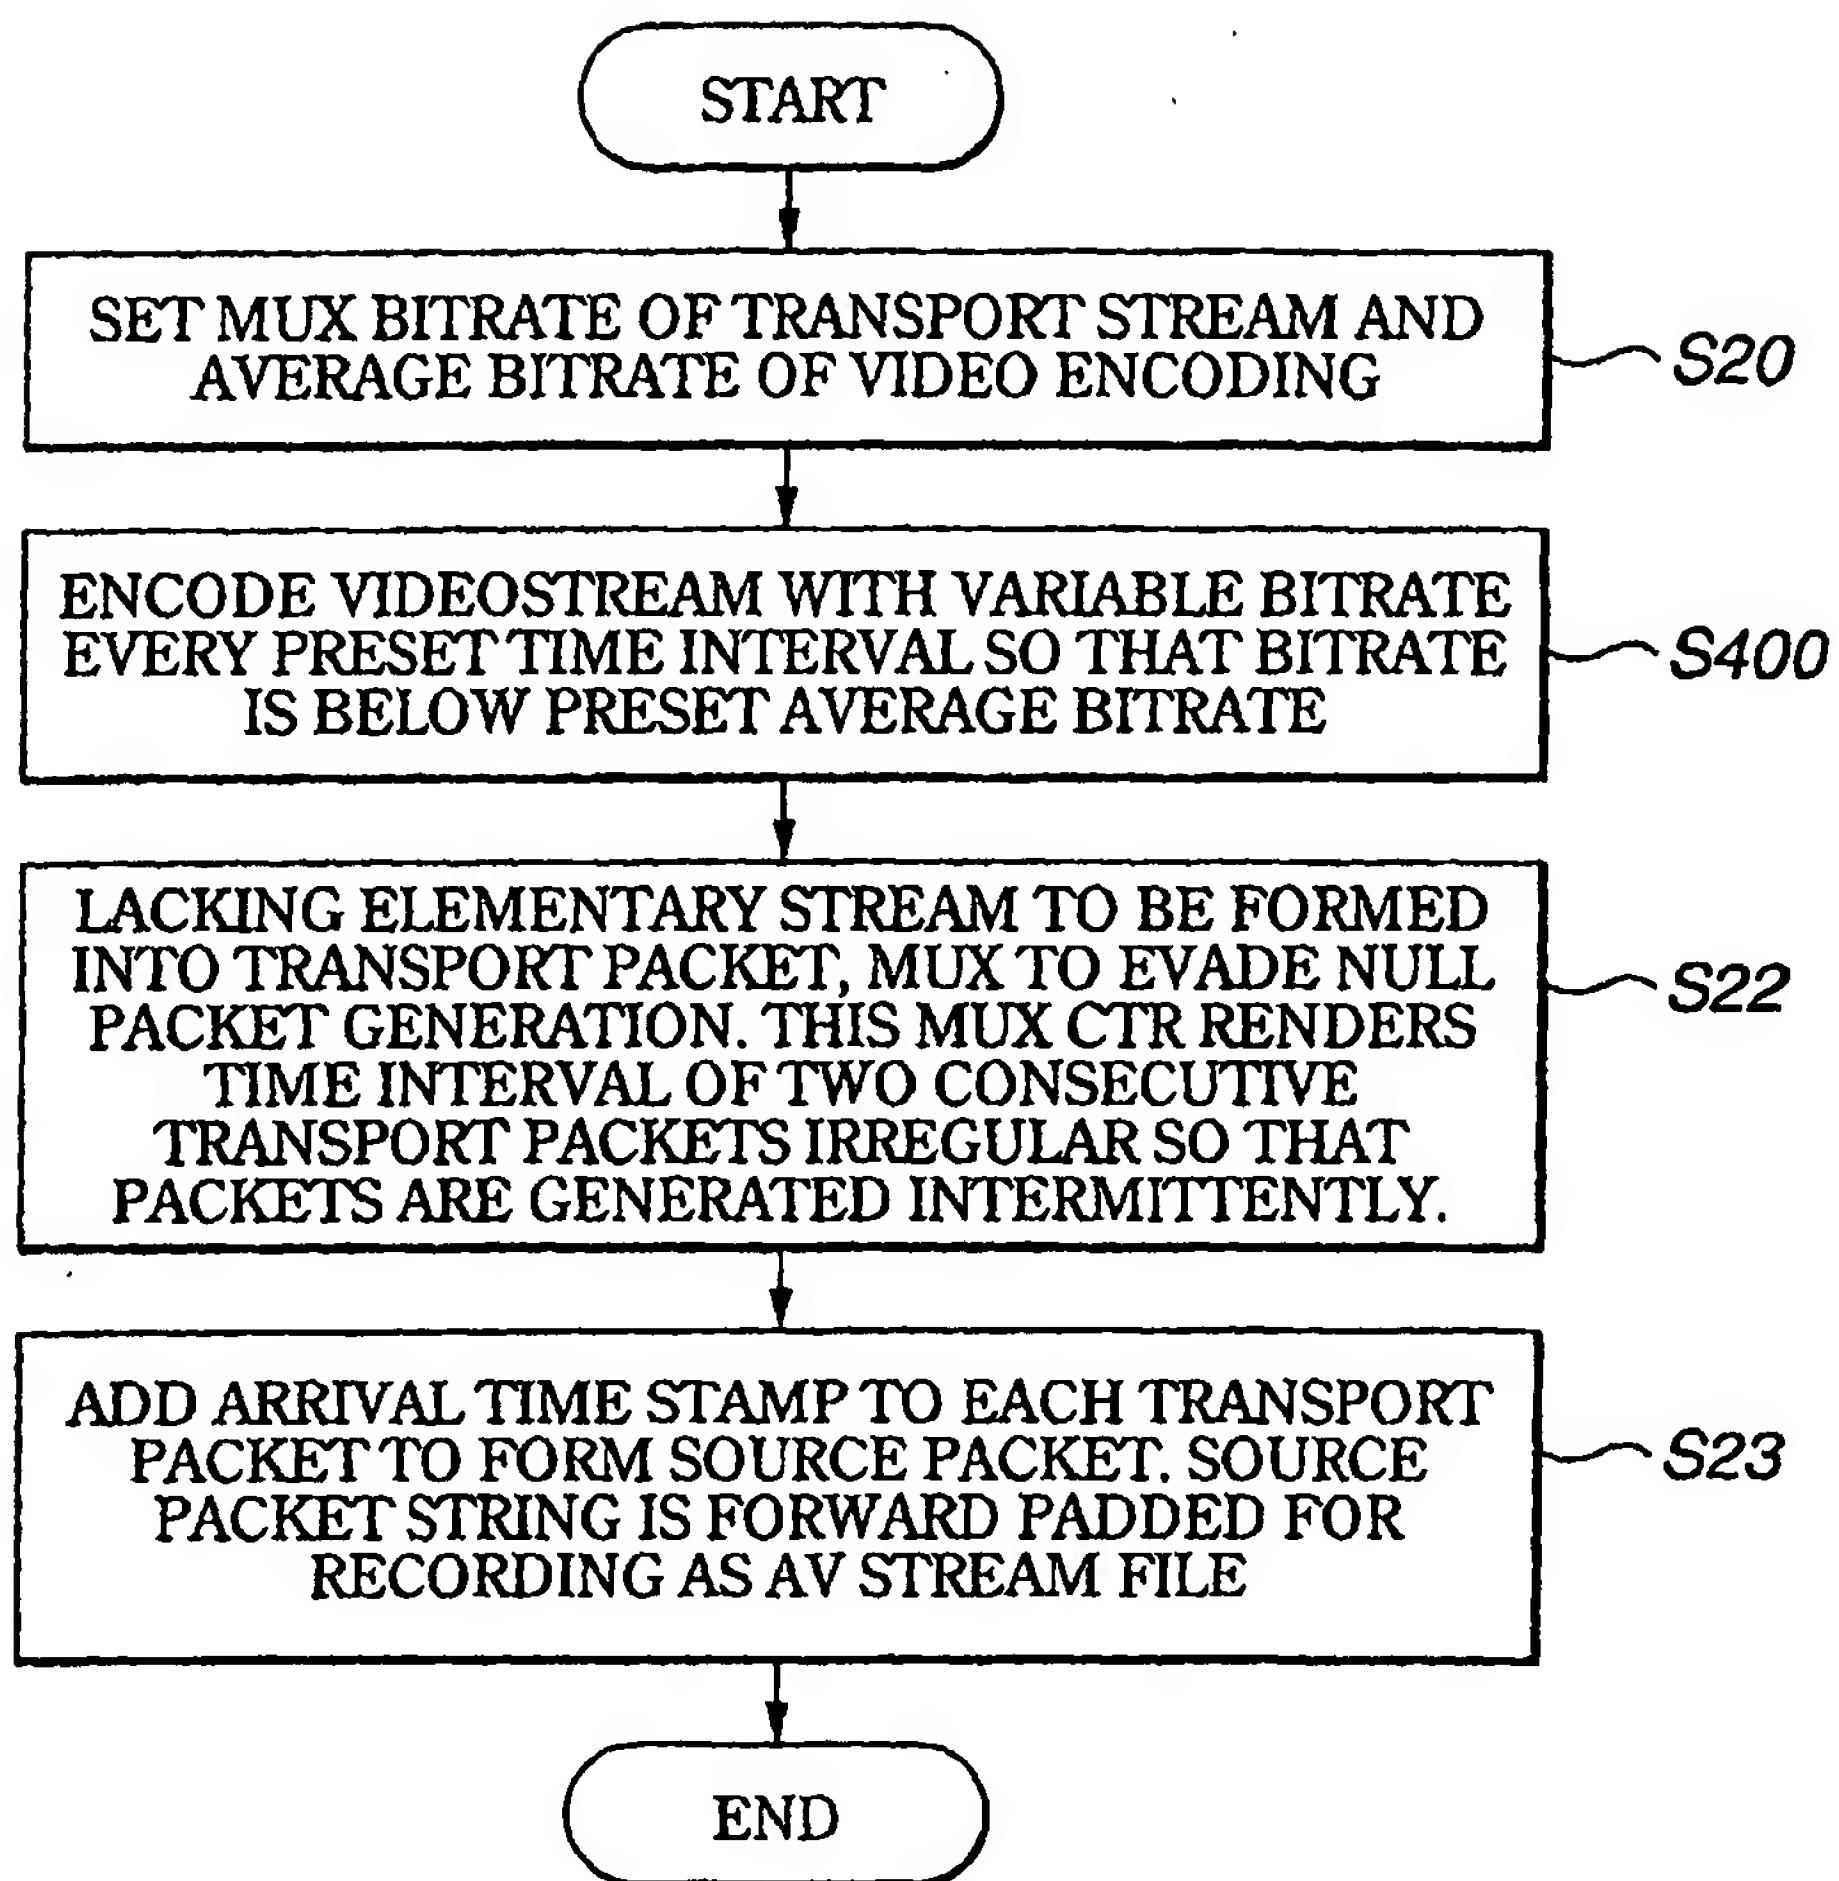 START
SET MUX BITRATE OF TRANSPORT STREAM AND
AVERAGE BITRATE OF VIDEO ENCODING
S20
ENCODE VIDEOSTREAM WITH VARIABLE BITRATE
EVERY PRESET TIME INTERVAL SO THAT BITRATE
IS BELOW PRESET AVERAGE BITRATE
S400
LACKING ELEMENTARY STREAM TO BE FORMED
INTO TRANSPORT PACKET, MUX TO EVADE NULL
PACKET GENERATION. THIS MUX CTR RENDERS
TIME INTERVAL OF TWO CONSECUTIVE
TRANSPORT PACKETS IRREGULAR SO THAT
PACKETS ARE GENERATED INTERMITTENTLY.
S22
ADD ARRIVAL TIME STAMP TO EACH TRANSPORT
PACKET TO FORM SOURCE PACKET. SOURCE
PACKET STRING IS FORWARD PADDED FOR
RECORDING AS AV STREAM FILE
S23
END